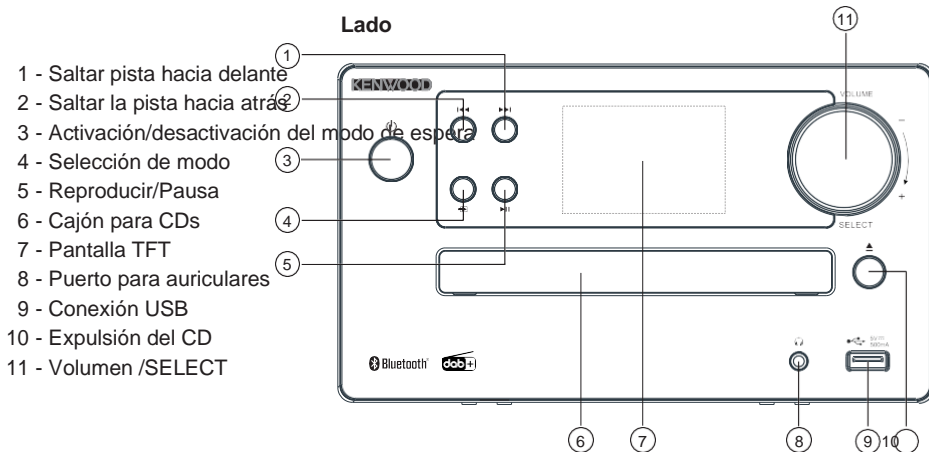 Lado
1 - Saltar pista hacia delante
2 - Saltar la pista hacia atrás
3 - Activación/desactivación del modo de espera
4 - Selección de modo
5 - Reproducir/Pausa
6 - Cajón para CDs
7 - Pantalla TFT
8 - Puerto para auriculares
9 - Conexión USB
10 - Expulsión del CD
11 - Volumen /SELECT
1
2
3
4
5
11
KENWOOD
VOLUME
SELECT
Bluetooth
dab+
5V
500mA
6
7
8
9
10